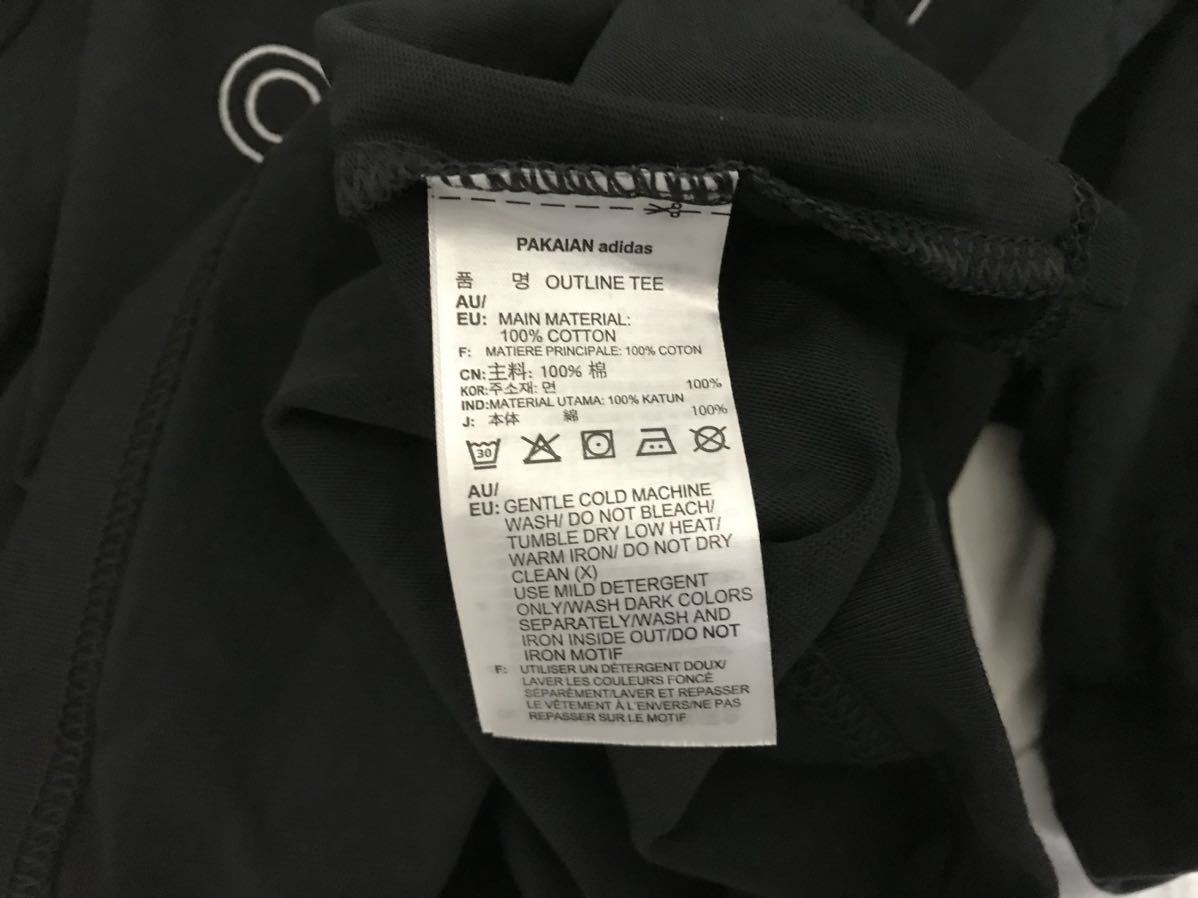 PAKAIAN adidas
품 명 OUTLINE TEE
AU/
EU: MAIN MATERIAL:
100% COTTON
F: MATIERE PRINCIPALE: 100% COTON
CN:主料: 100% 棉
KOR:주소재: 면 100%
IND:MATERIAL UTAMA: 100% KATUN
J: 本体 綿 100%
30
AU/
EU: GENTLE COLD MACHINE
WASH/ DO NOT BLEACH/
TUMBLE DRY LOW HEAT/
WARM IRON/ DO NOT DRY
CLEAN (X)
USE MILD DETERGENT
ONLY/WASH DARK COLORS
SEPARATELY/WASH AND
IRON INSIDE OUT/DO NOT
IRON MOTIF
F: UTILISER UN DÉTERGENT DOUX/
LAVER LES COULEURS FONCÉ
SÉPARÉMENT/LAVER ET REPASSER
LE VÊTEMENT À L'ENVERS/NE PAS
REPASSER SUR LE MOTIF